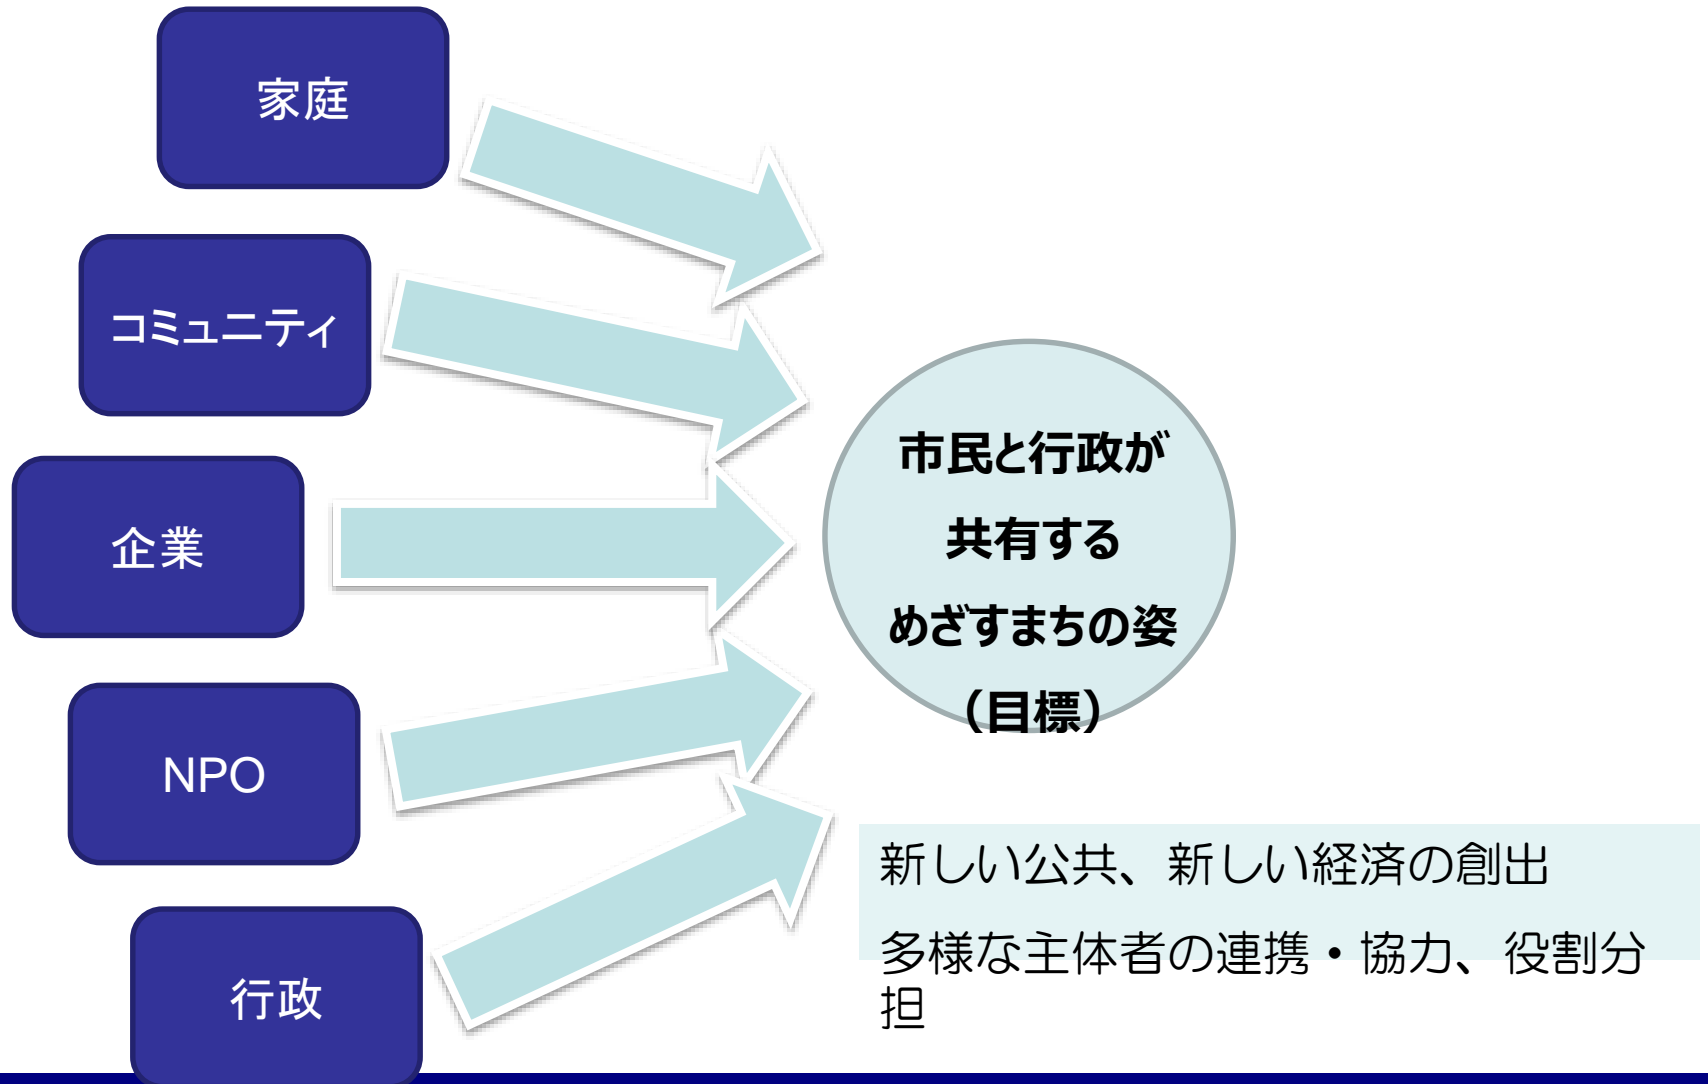 家庭
コミュニティ
企業
NPO
行政
市民と行政が
共有する
めざすまちの姿
（目標）
新しい公共、新しい経済の創出
多様な主体者の連携・協力、役割分
担